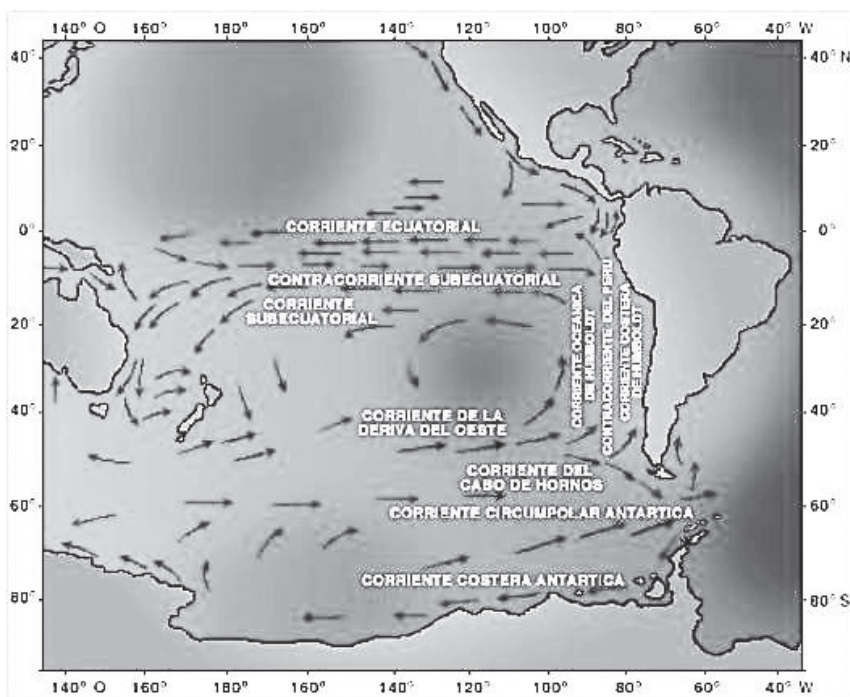 140° O 160° 180° 160° 140° 120° 100° 80° 60° 40° W
40° 40° N
20° 20°
0° 0°
20° 20°
40° 40°
60° 60°
80° 80° S
CORRIENTE ECUATORIAL
CONTRACORRIENTE SUBECUATORIAL
CORRIENTE
SUBECUATORIAL
CORRIENTE OCEANICA
DE HUMBOLDT
CONTRACORRIENTE DEL PERU
CORRIENTE COSTERA
DE HUMBOLDT
CORRIENTE DE LA
DERIVA DEL OESTE
CORRIENTE DEL
CABO DE HORNOS
CORRIENTE CIRCUMPOLAR ANTARTICA
CORRIENTE COSTERA ANTARTICA
140° O 160° 180° 160° 140° 120° 100° 80° 60° 40° W